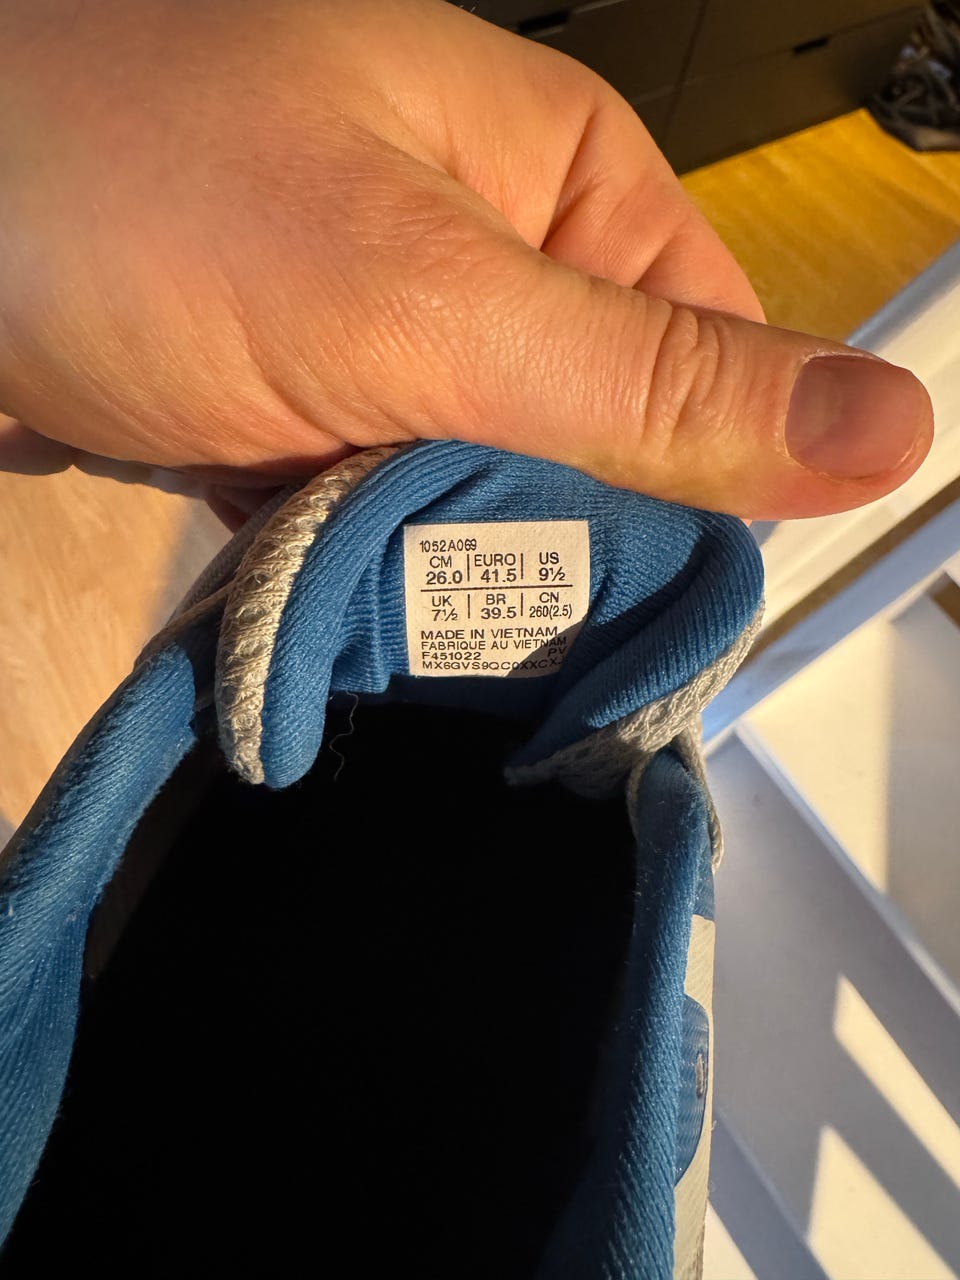 1052A069
CM | EURO | US
26.0 | 41.5 | 9½
UK | BR | CN
7½ | 39.5 | 260(2.5)
MADE IN VIETNAM
FABRIQUE AU VIETNAM
F451022 PV